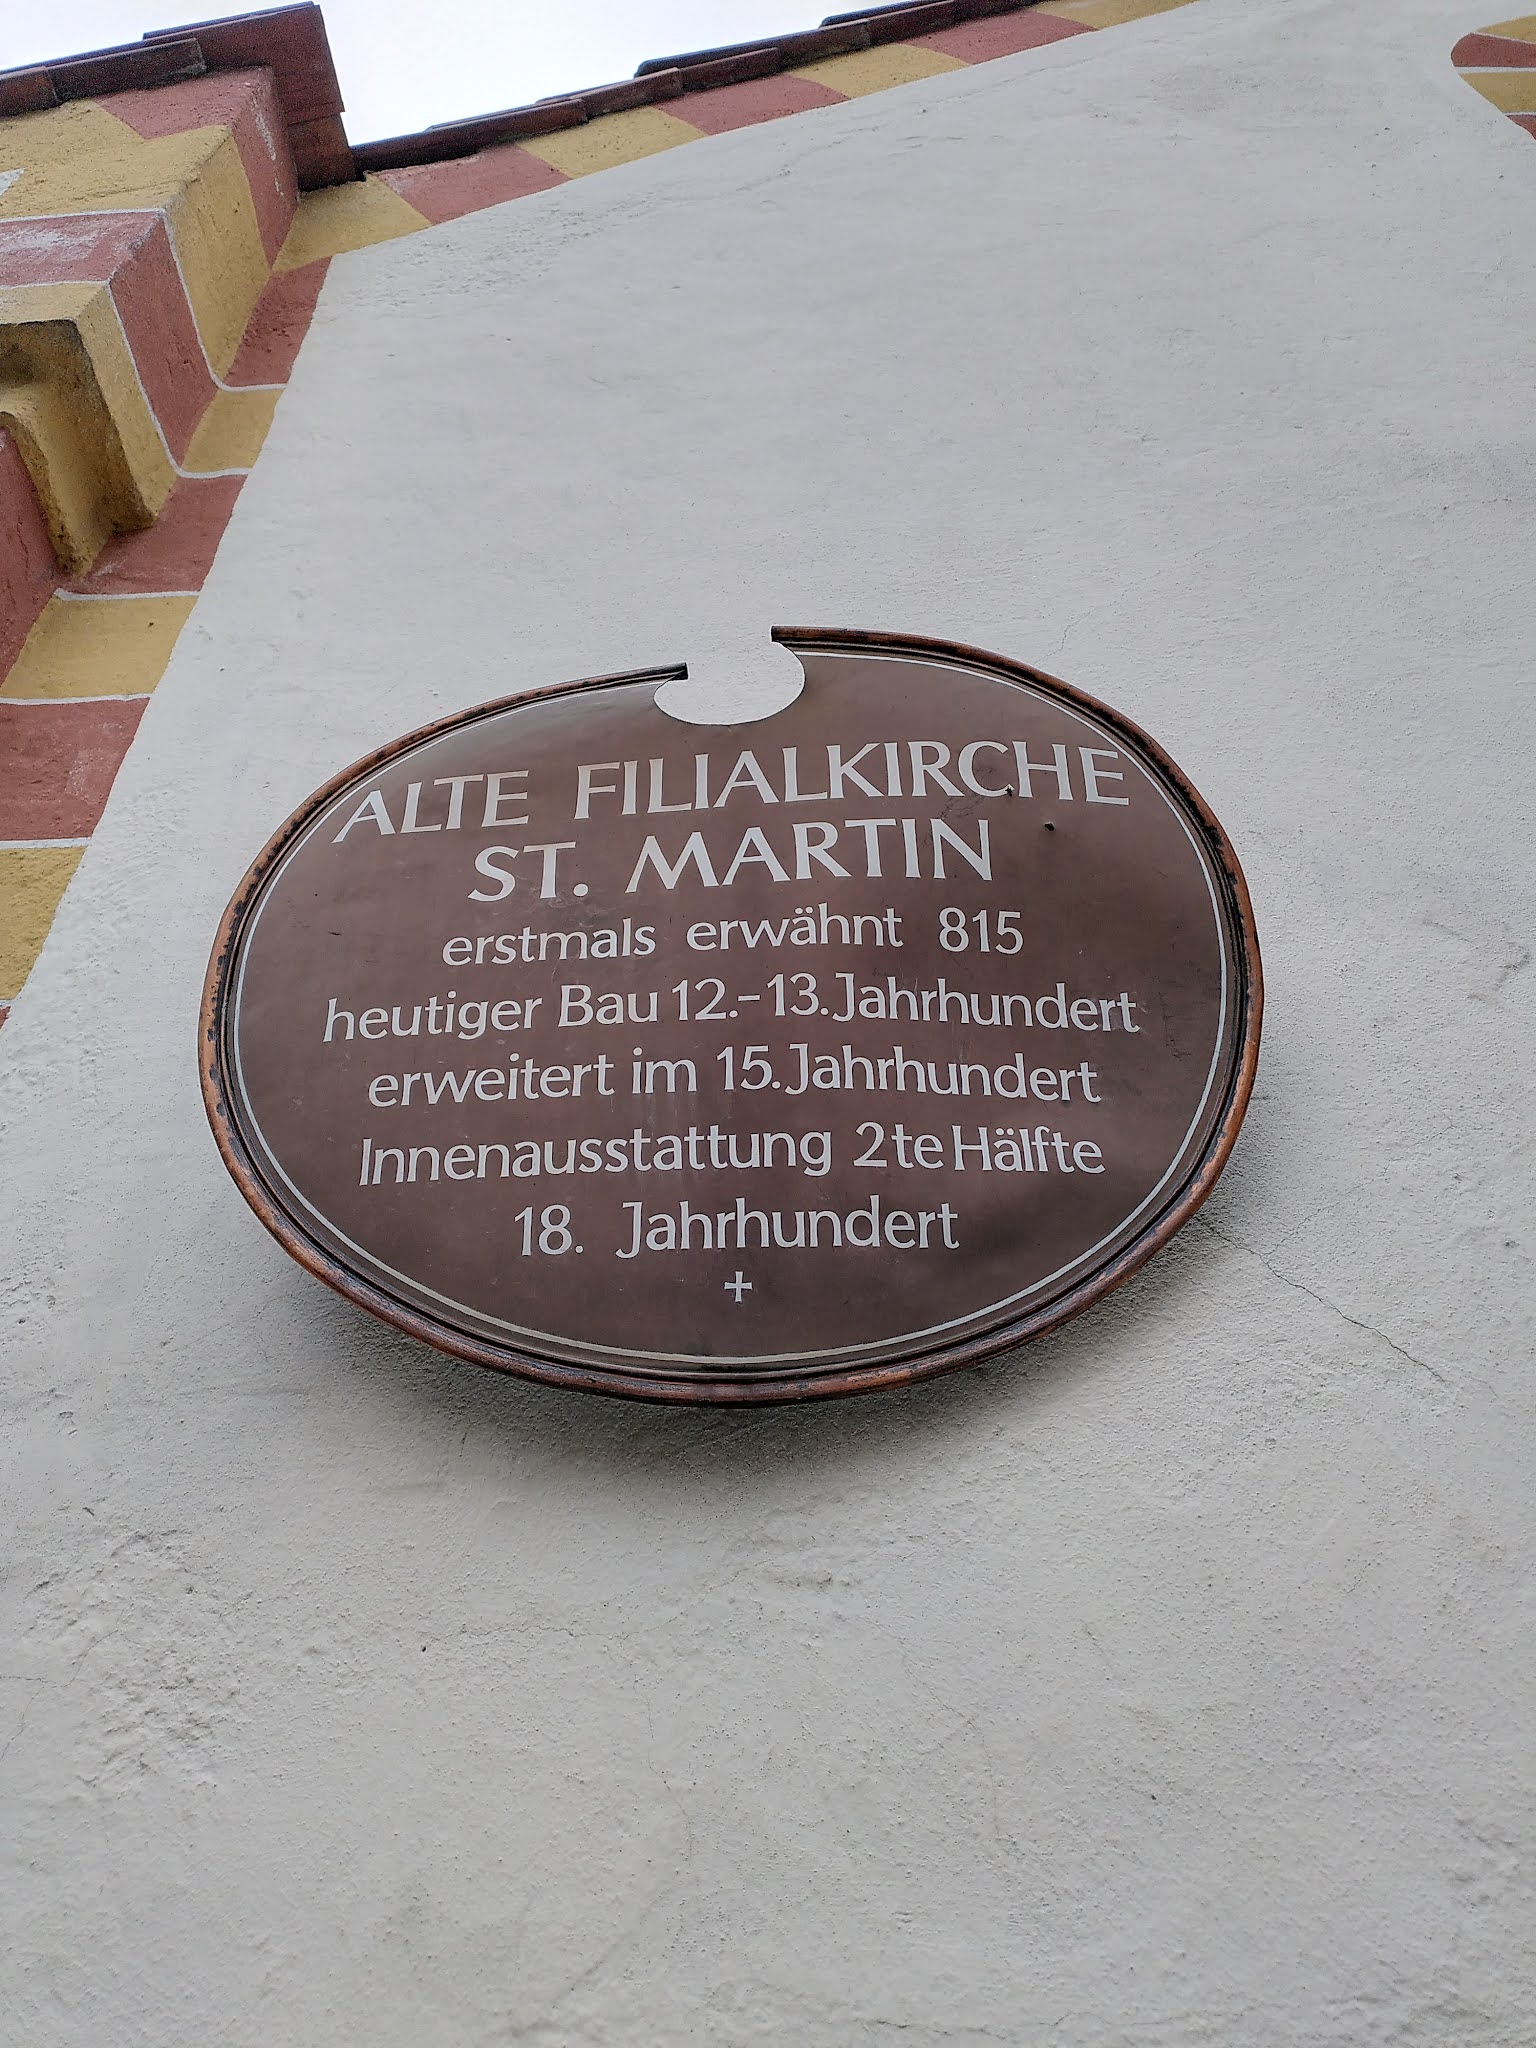 ALTE FILIALKIRCHE
ST. MARTIN
erstmals erwähnt 815
heutiger Bau 12.-13. Jahrhundert
erweitert im 15. Jahrhundert
Innenausstattung 2te Hälfte
18. Jahrhundert